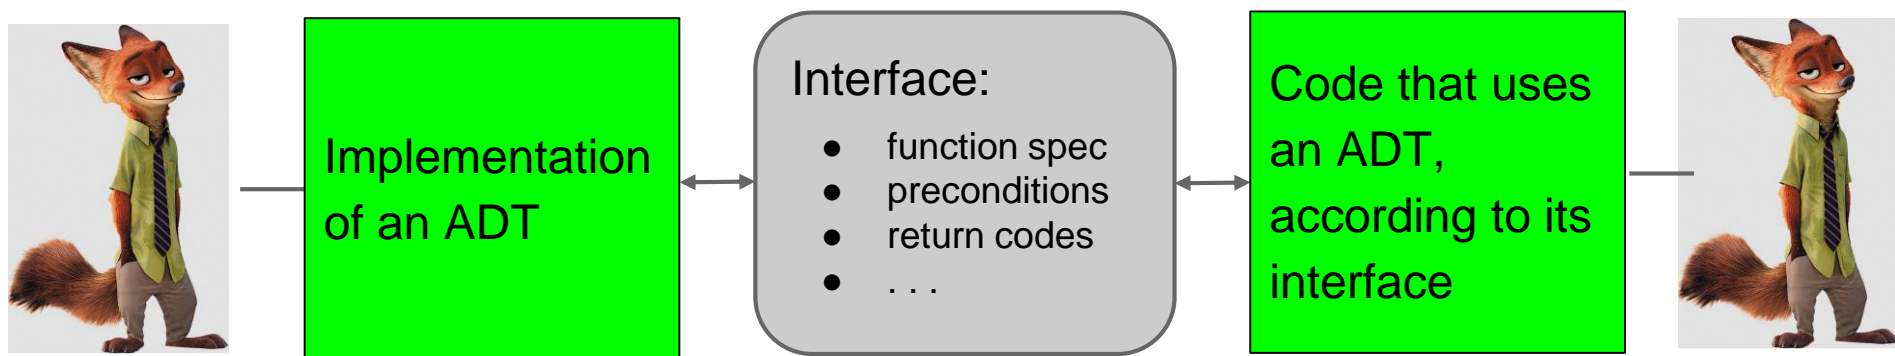 Implementation
of an ADT
Interface:
● function spec
● preconditions
● return codes
● . . .
Code that uses
an ADT,
according to its
interface